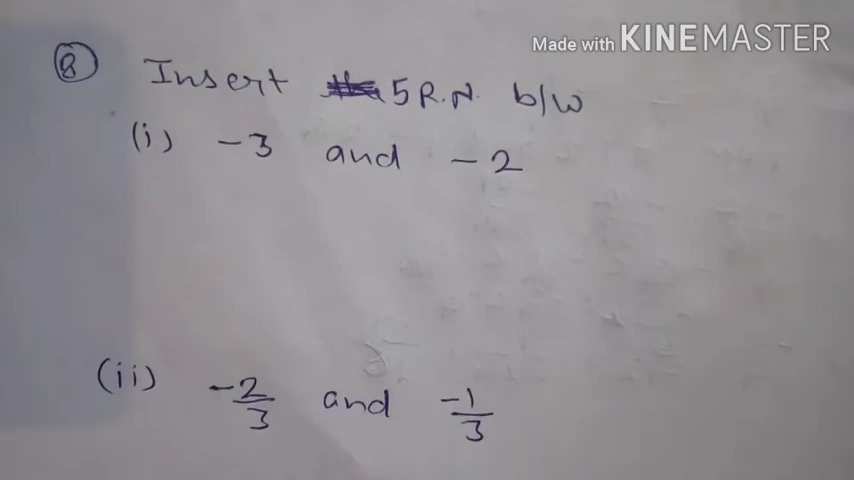 Made with KINEMASTER
⑧ Insert 5 R.N. b/w
(i) -3 and -2
(ii) -2/3 and -1/3